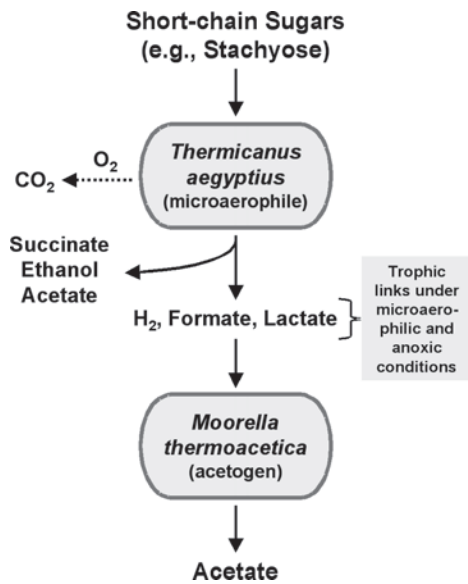 Short-chain Sugars
(e.g., Stachyose)
Thermicanus
aegyptius
(microaerophile)
O₂
CO₂
Succinate
Ethanol
Acetate
H₂, Formate, Lactate
Trophic
links under
microaero-
philic and
anoxic
conditions
Moorella
thermoacetica
(acetogen)
Acetate